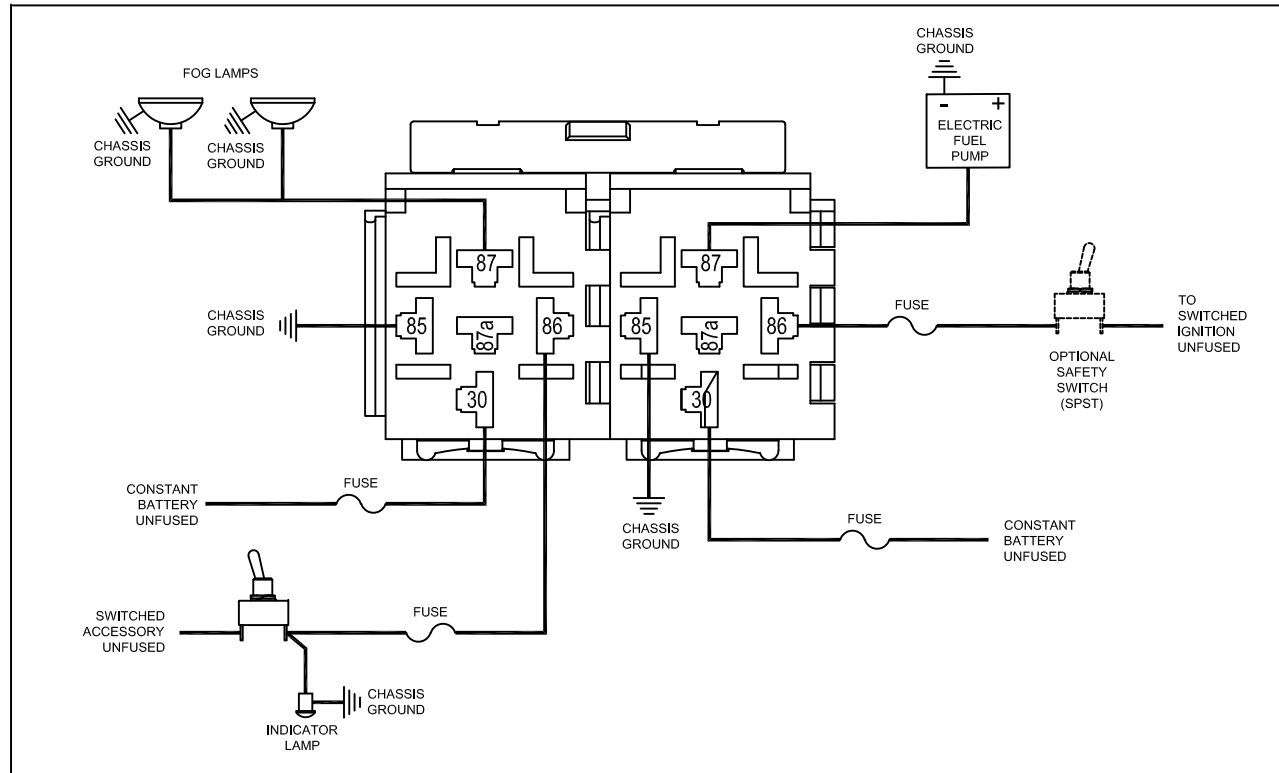 CHASSIS
GROUND
FOG LAMPS
- +
ELECTRIC
FUEL
PUMP
CHASSIS
GROUND
CHASSIS
GROUND
87
87
CHASSIS
GROUND
85
87a
86
85
87a
86
FUSE
TO
SWITCHED
IGNITION
UNFUSED
OPTIONAL
SAFETY
SWITCH
(SPST)
30
30
CONSTANT
BATTERY
UNFUSED
FUSE
CHASSIS
GROUND
FUSE
CONSTANT
BATTERY
UNFUSED
SWITCHED
ACCESSORY
UNFUSED
FUSE
CHASSIS
GROUND
INDICATOR
LAMP